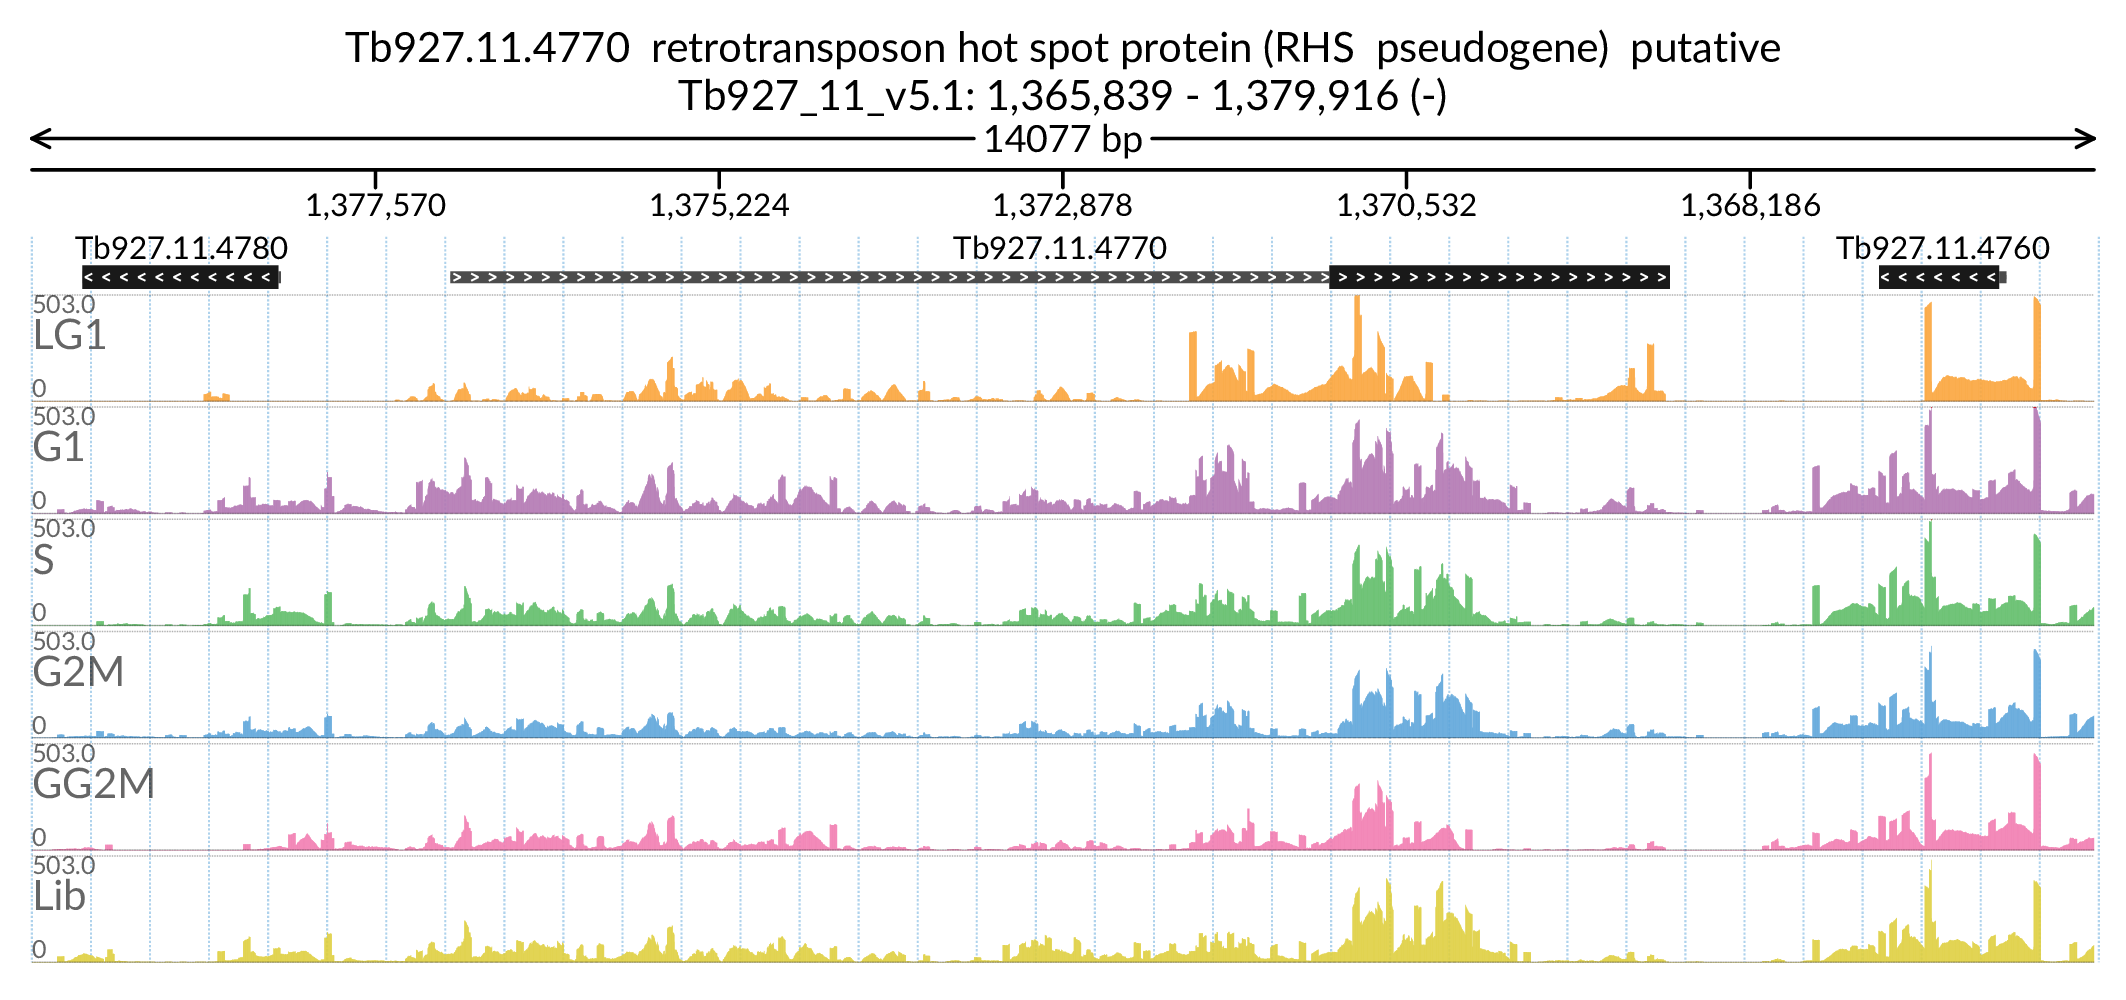 Tb927.11.4770 retrotransposon hot spot protein (RHS pseudogene) putative
Tb927_11_v5.1: 1,365,839 - 1,379,916 (-)
14077 bp
1,377,570 1,375,224 1,372,878 1,370,532 1,368,186
Tb927.11.4780 Tb927.11.4770 Tb927.11.4760
503.0
LG1
0
503.0
G1
0
503.0
S
0
503.0
G2M
0
503.0
GG2M
0
503.0
Lib
0